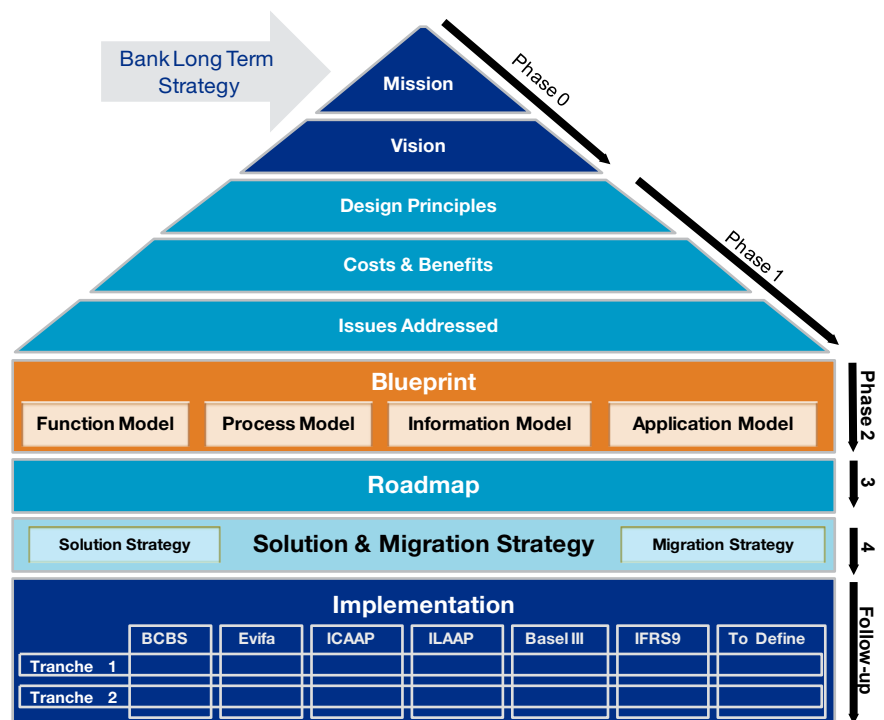 Bank Long Term
Strategy
Mission
Phase 0
Vision
Design Principles
Phase 1
Costs & Benefits
Issues Addressed
Blueprint
Phase 2
Function Model
Process Model
Information Model
Application Model
Roadmap
3
Solution Strategy
Solution & Migration Strategy
Migration Strategy
4
Implementation
Follow-up
BCBS
Evifa
ICAAP
ILAAP
Basel III
IFRS9
To Define
Tranche 1
Tranche 2